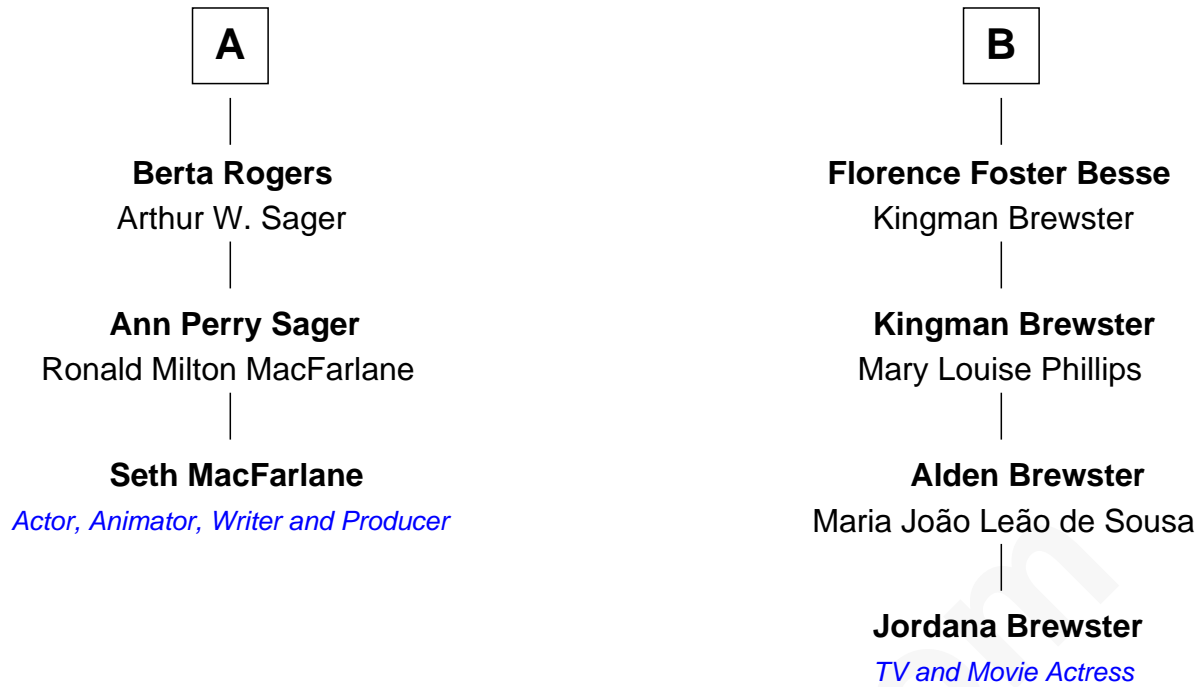 A
Berta Rogers
Arthur W. Sager
Ann Perry Sager
Ronald Milton MacFarlane
Seth MacFarlane
Actor, Animator, Writer and Producer
B
Florence Foster Besse
Kingman Brewster
Kingman Brewster
Mary Louise Phillips
Alden Brewster
Maria João Leão de Sousa
Jordana Brewster
TV and Movie Actress
om